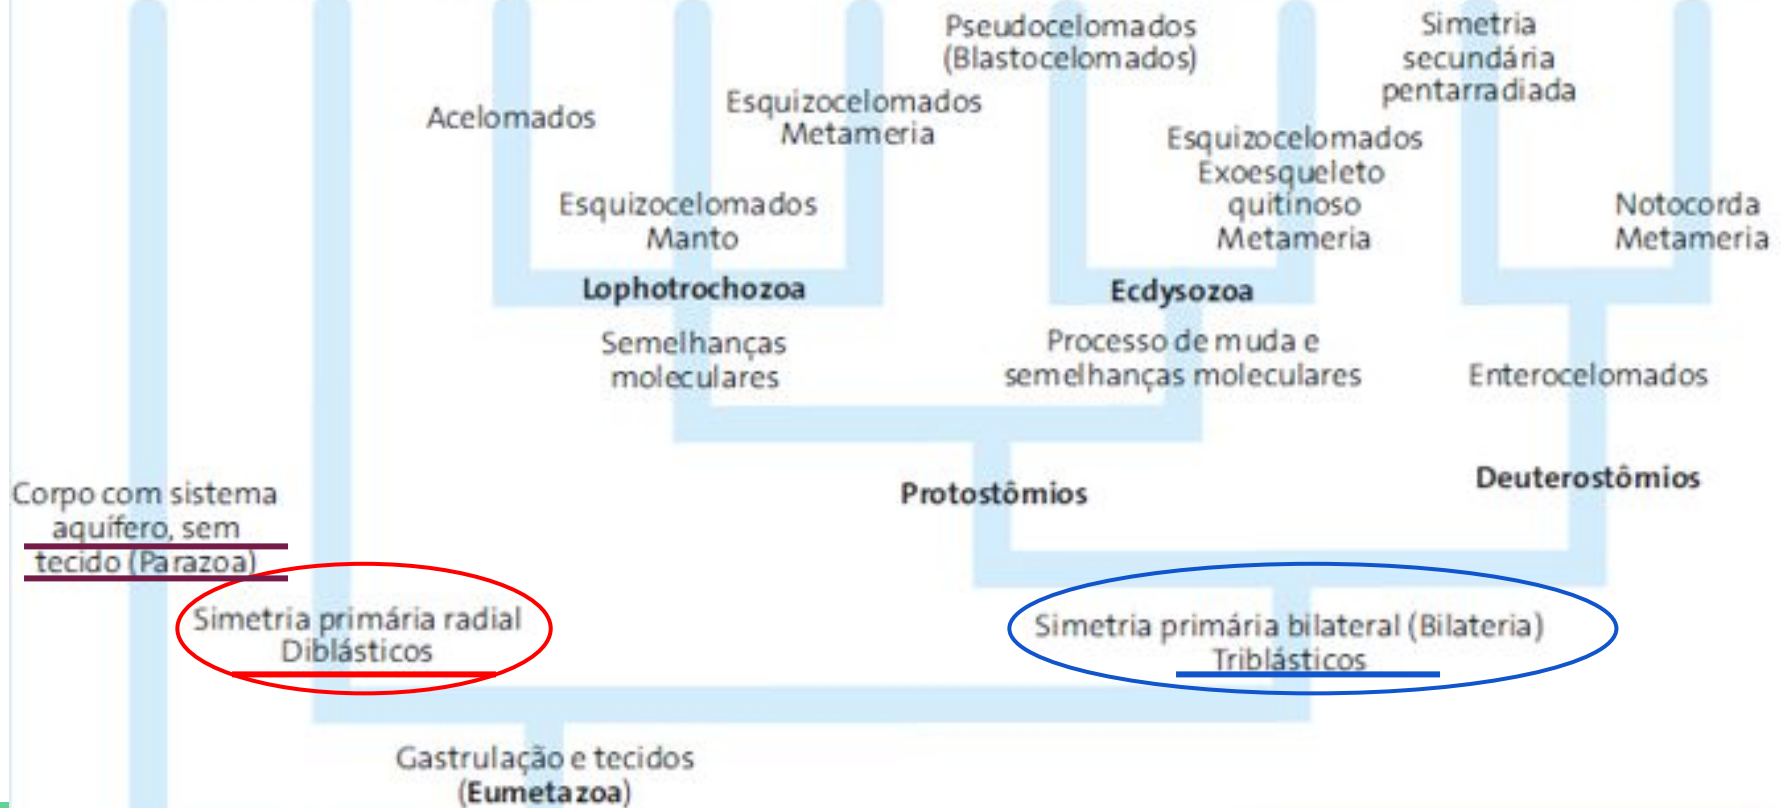 Pseudocelomados
(Blastocelomados)
Simetria
secundária
pentarradiada
Acelomados
Esquizocelomados
Metameria
Esquizocelomados
Exoesqueleto
quitinoso
Metameria
Esquizocelomados
Manto
Notocorda
Metameria
Lophotrochozoa
Ecdysozoa
Semelhanças
moleculares
Processo de muda e
semelhanças moleculares
Enterocelomados
Protostômios
Deuterostômios
Corpo com sistema
aquífero, sem
tecido (Parazoa)
Simetria primária radial
Diblásticos
Simetria primária bilateral (Bilateria)
Triblásticos
Gastrulação e tecidos
(Eumetazoa)